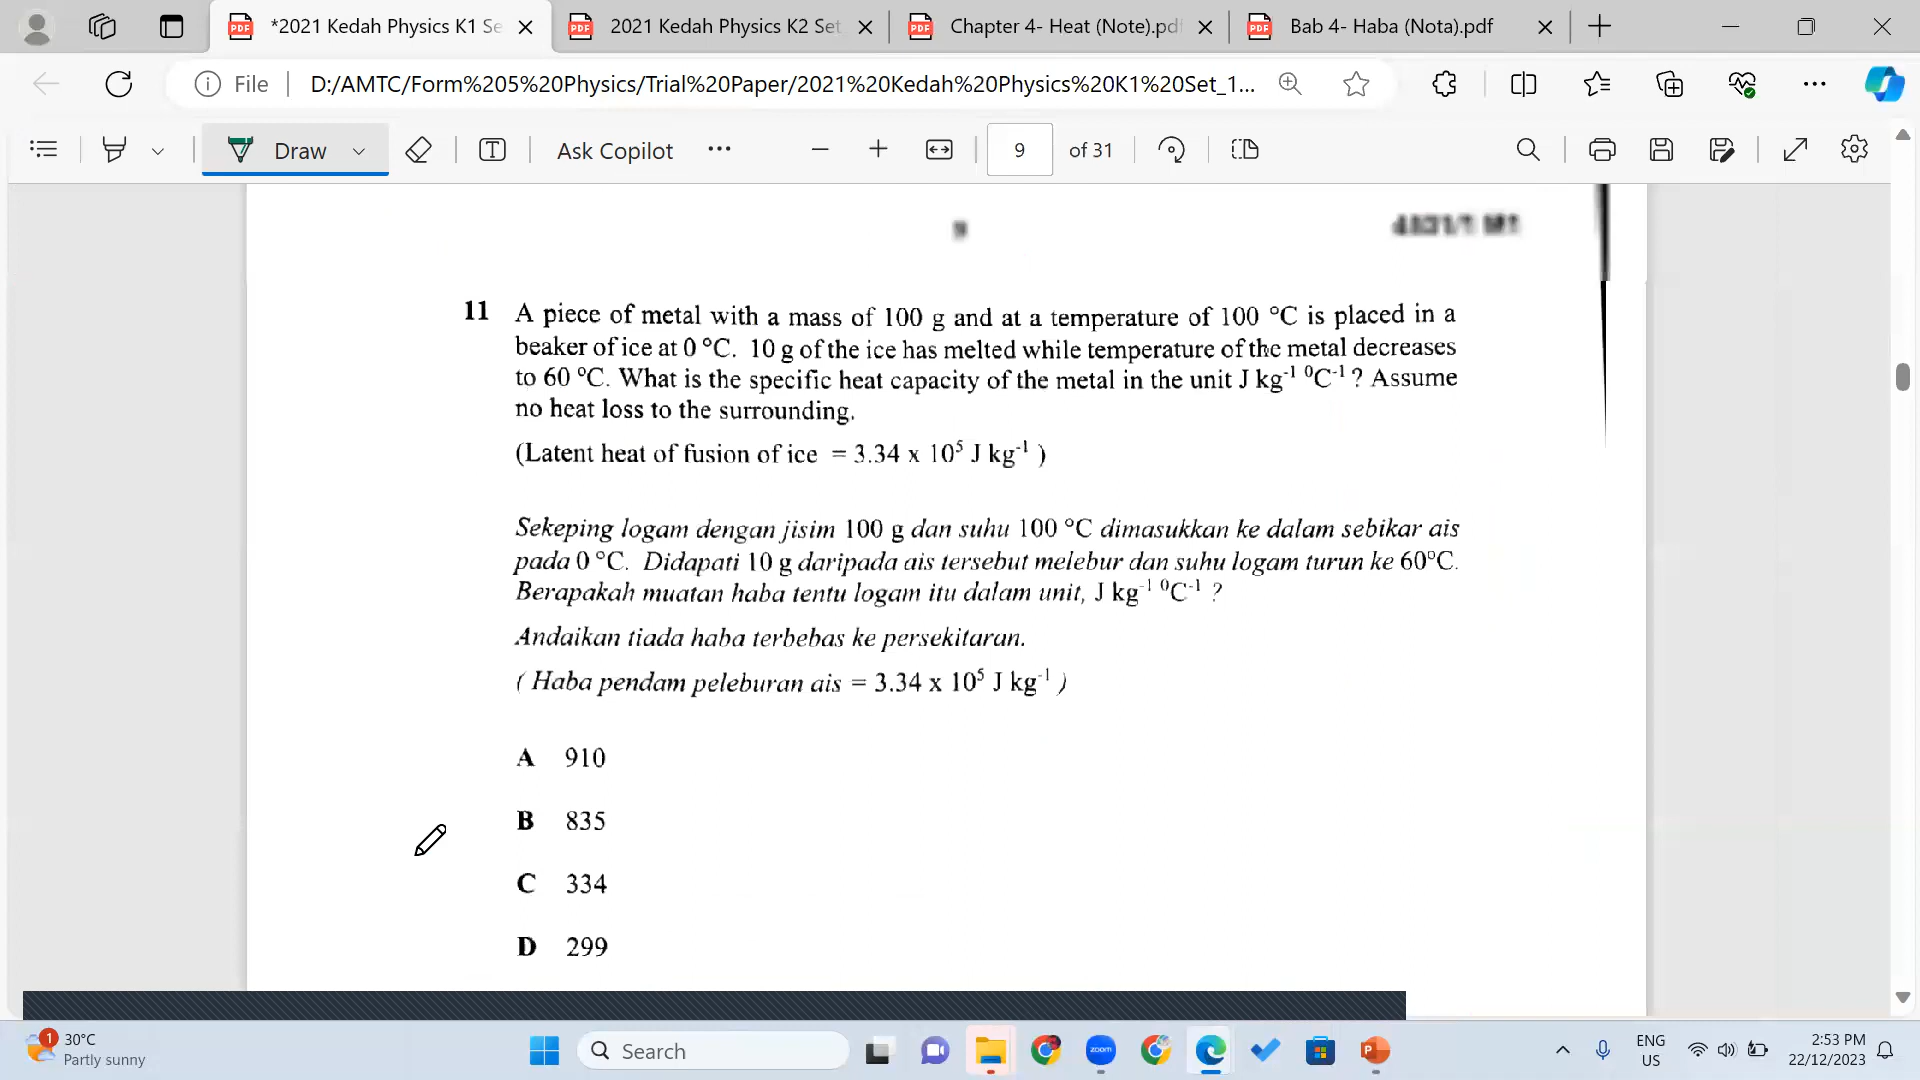 *2021 Kedah Physics K1 Se
2021 Kedah Physics K2 Set
Chapter 4- Heat (Note).pdf
Bab 4- Haba (Nota).pdf
File
D:/AMTC/Form%205%20Physics/Trial%20Paper/2021%20Kedah%20Physics%20K1%20Set_1...
Draw
Ask Copilot
9
of 31
9
11 A piece of metal with a mass of 100 g and at a temperature of 100 °C is placed in a
beaker of ice at 0 °C. 10 g of the ice has melted while temperature of the metal decreases
to 60 °C. What is the specific heat capacity of the metal in the unit J kg⁻¹ ⁰C⁻¹ ? Assume
no heat loss to the surrounding.
(Latent heat of fusion of ice = 3.34 x 10⁵ J kg⁻¹ )
Sekeping logam dengan jisim 100 g dan suhu 100 °C dimasukkan ke dalam sebikar ais
pada 0 °C. Didapati 10 g daripada ais tersebut melebur dan suhu logam turun ke 60°C.
Berapakah muatan haba tentu logam itu dalam unit, J kg⁻¹ ⁰C⁻¹ ?
Andaikan tiada haba terbebas ke persekitaran.
( Haba pendam peleburan ais = 3.34 x 10⁵ J kg⁻¹ )
A 910
B 835
C 334
D 299
1
30°C
Partly sunny
Search
zoom
ENG
US
2:53 PM
22/12/2023